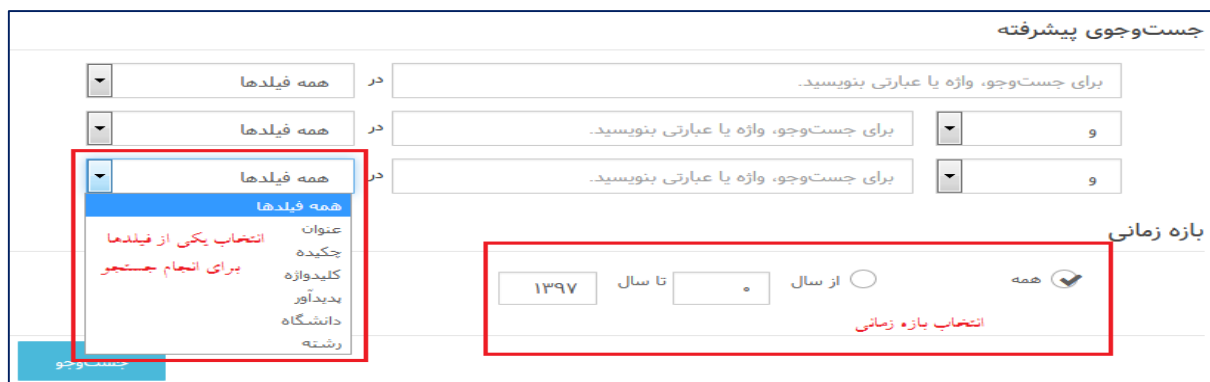 جست‌وجوی پیشرفته
برای جست‌وجو، واژه یا عبارتی بنویسید. در همه فیلدها
و برای جست‌وجو، واژه یا عبارتی بنویسید. در همه فیلدها
و برای جست‌وجو، واژه یا عبارتی بنویسید. در همه فیلدها
همه فیلدها
عنوان
چکیده
کلیدواژه
پدیدآور
دانشگاه
رشته
انتخاب یکی از فیلدها
برای انجام جستجو
بازه زمانی
همه از سال ۰ تا سال ۱۳۹۷
انتخاب بازه زمانی
جست‌وجو